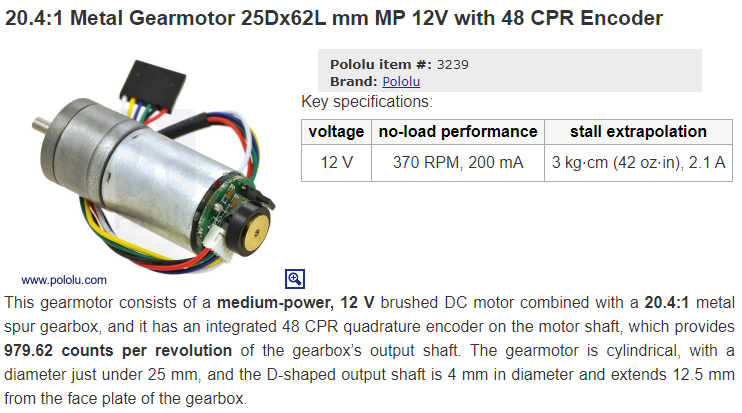 20.4:1 Metal Gearmotor 25Dx62L mm MP 12V with 48 CPR Encoder
Pololu item #: 3239
Brand: Pololu
Key specifications:
voltage no-load performance stall extrapolation
12 V 370 RPM, 200 mA 3 kg·cm (42 oz·in), 2.1 A
www.pololu.com
This gearmotor consists of a medium-power, 12 V brushed DC motor combined with a 20.4:1 metal
spur gearbox, and it has an integrated 48 CPR quadrature encoder on the motor shaft, which provides
979.62 counts per revolution of the gearbox's output shaft. The gearmotor is cylindrical, with a
diameter just under 25 mm, and the D-shaped output shaft is 4 mm in diameter and extends 12.5 mm
from the face plate of the gearbox.